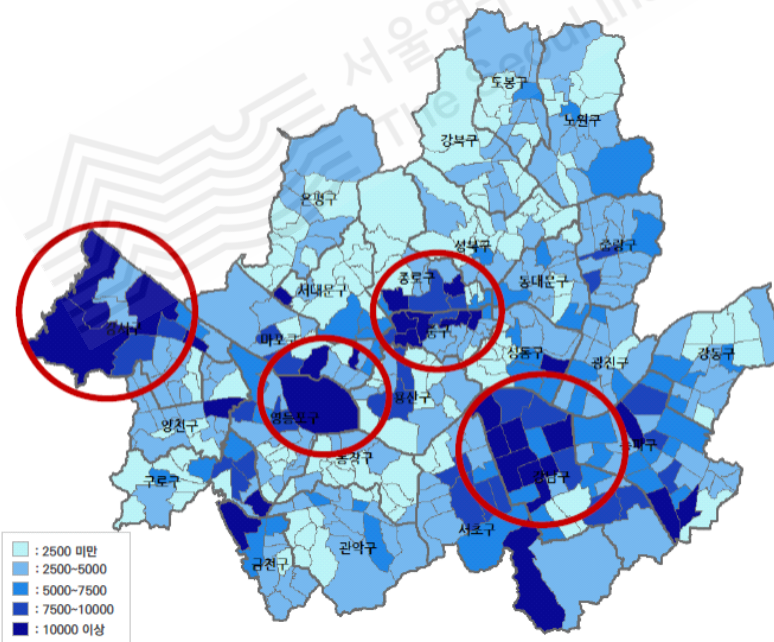 서울연
The Seoul Ins
도봉구
노원구
강북구
은평구
성북구
중랑구
종로구
서대문구
동대문구
강서구
중구
마포구
성동구
광진구
강동구
용산구
영등포구
양천구
송파구
동작구
강남구
구로구
서초구
관악구
금천구
: 2500 미만
: 2500~5000
: 5000~7500
: 7500~10000
: 10000 이상